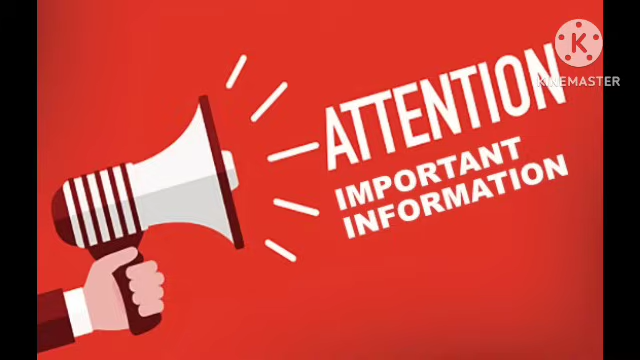 K
KINEMASTER
ATTENTION
IMPORTANT
INFORMATION